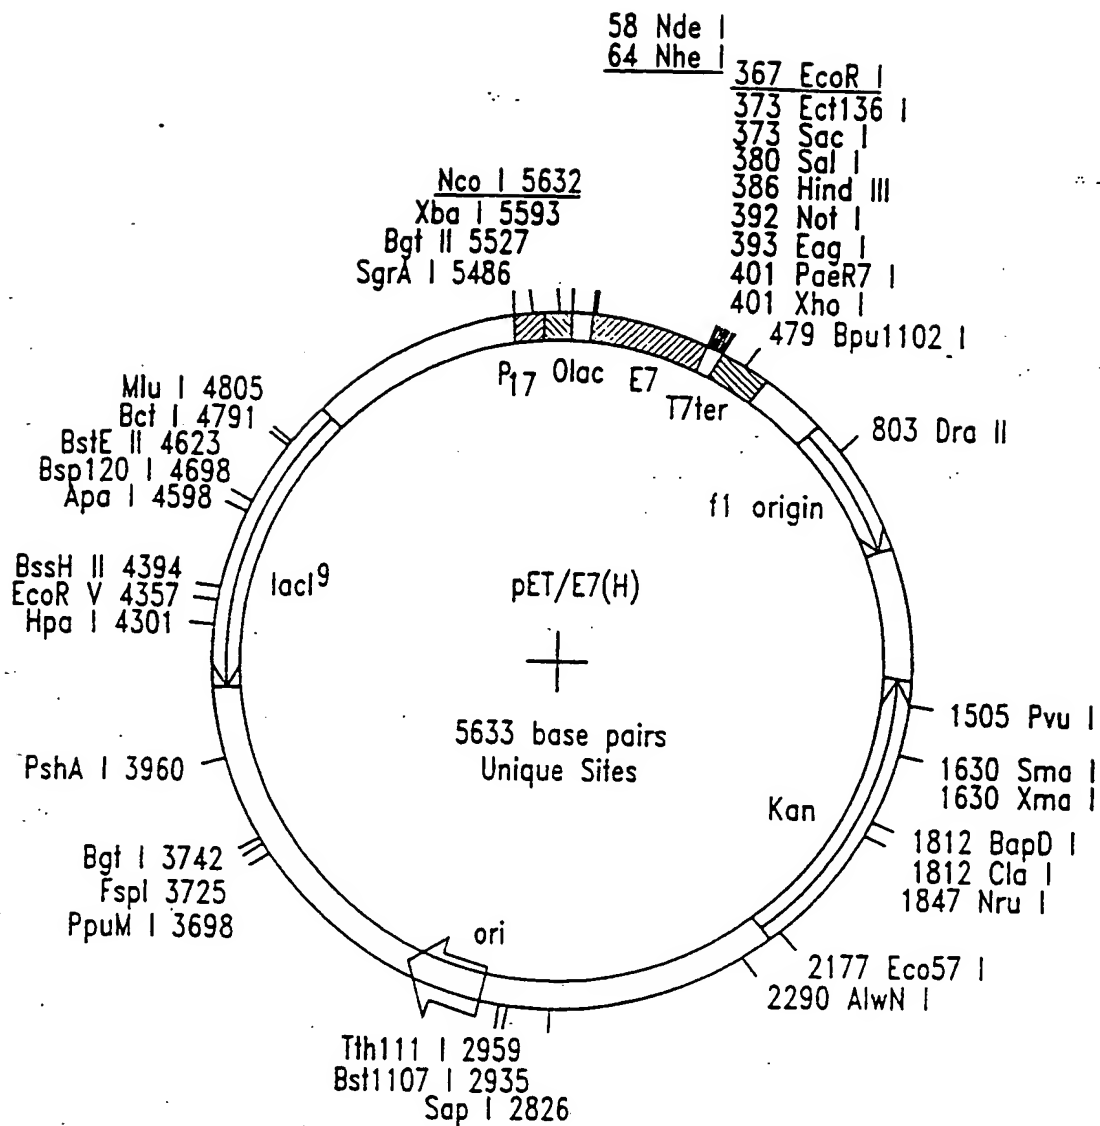 58 Nde I
64 Nhe I
367 EcoR I
373 Ect136 I
373 Sac I
380 Sal I
386 Hind III
392 Not I
393 Eag I
401 PaeR7 I
401 Xho I
479 Bpu1102 I
Nco I 5632
Xba I 5593
Bgt II 5527
SgrA I 5486
P17
Olac
E7
T7ter
803 Dra II
f1 origin
Mlu I 4805
Bct I 4791
BstE II 4623
Bsp120 I 4698
Apa I 4598
BssH II 4394
EcoR V 4357
Hpa I 4301
lacI9
pET/E7(H)
5633 base pairs
Unique Sites
1505 Pvu I
1630 Sma I
1630 Xma I
Kan
1812 BapD I
1812 Cla I
1847 Nru I
2177 Eco57 I
2290 AlwN I
PshA I 3960
Bgt I 3742
FspI 3725
PpuM I 3698
ori
Tth111 I 2959
Bst1107 I 2935
Sap I 2826